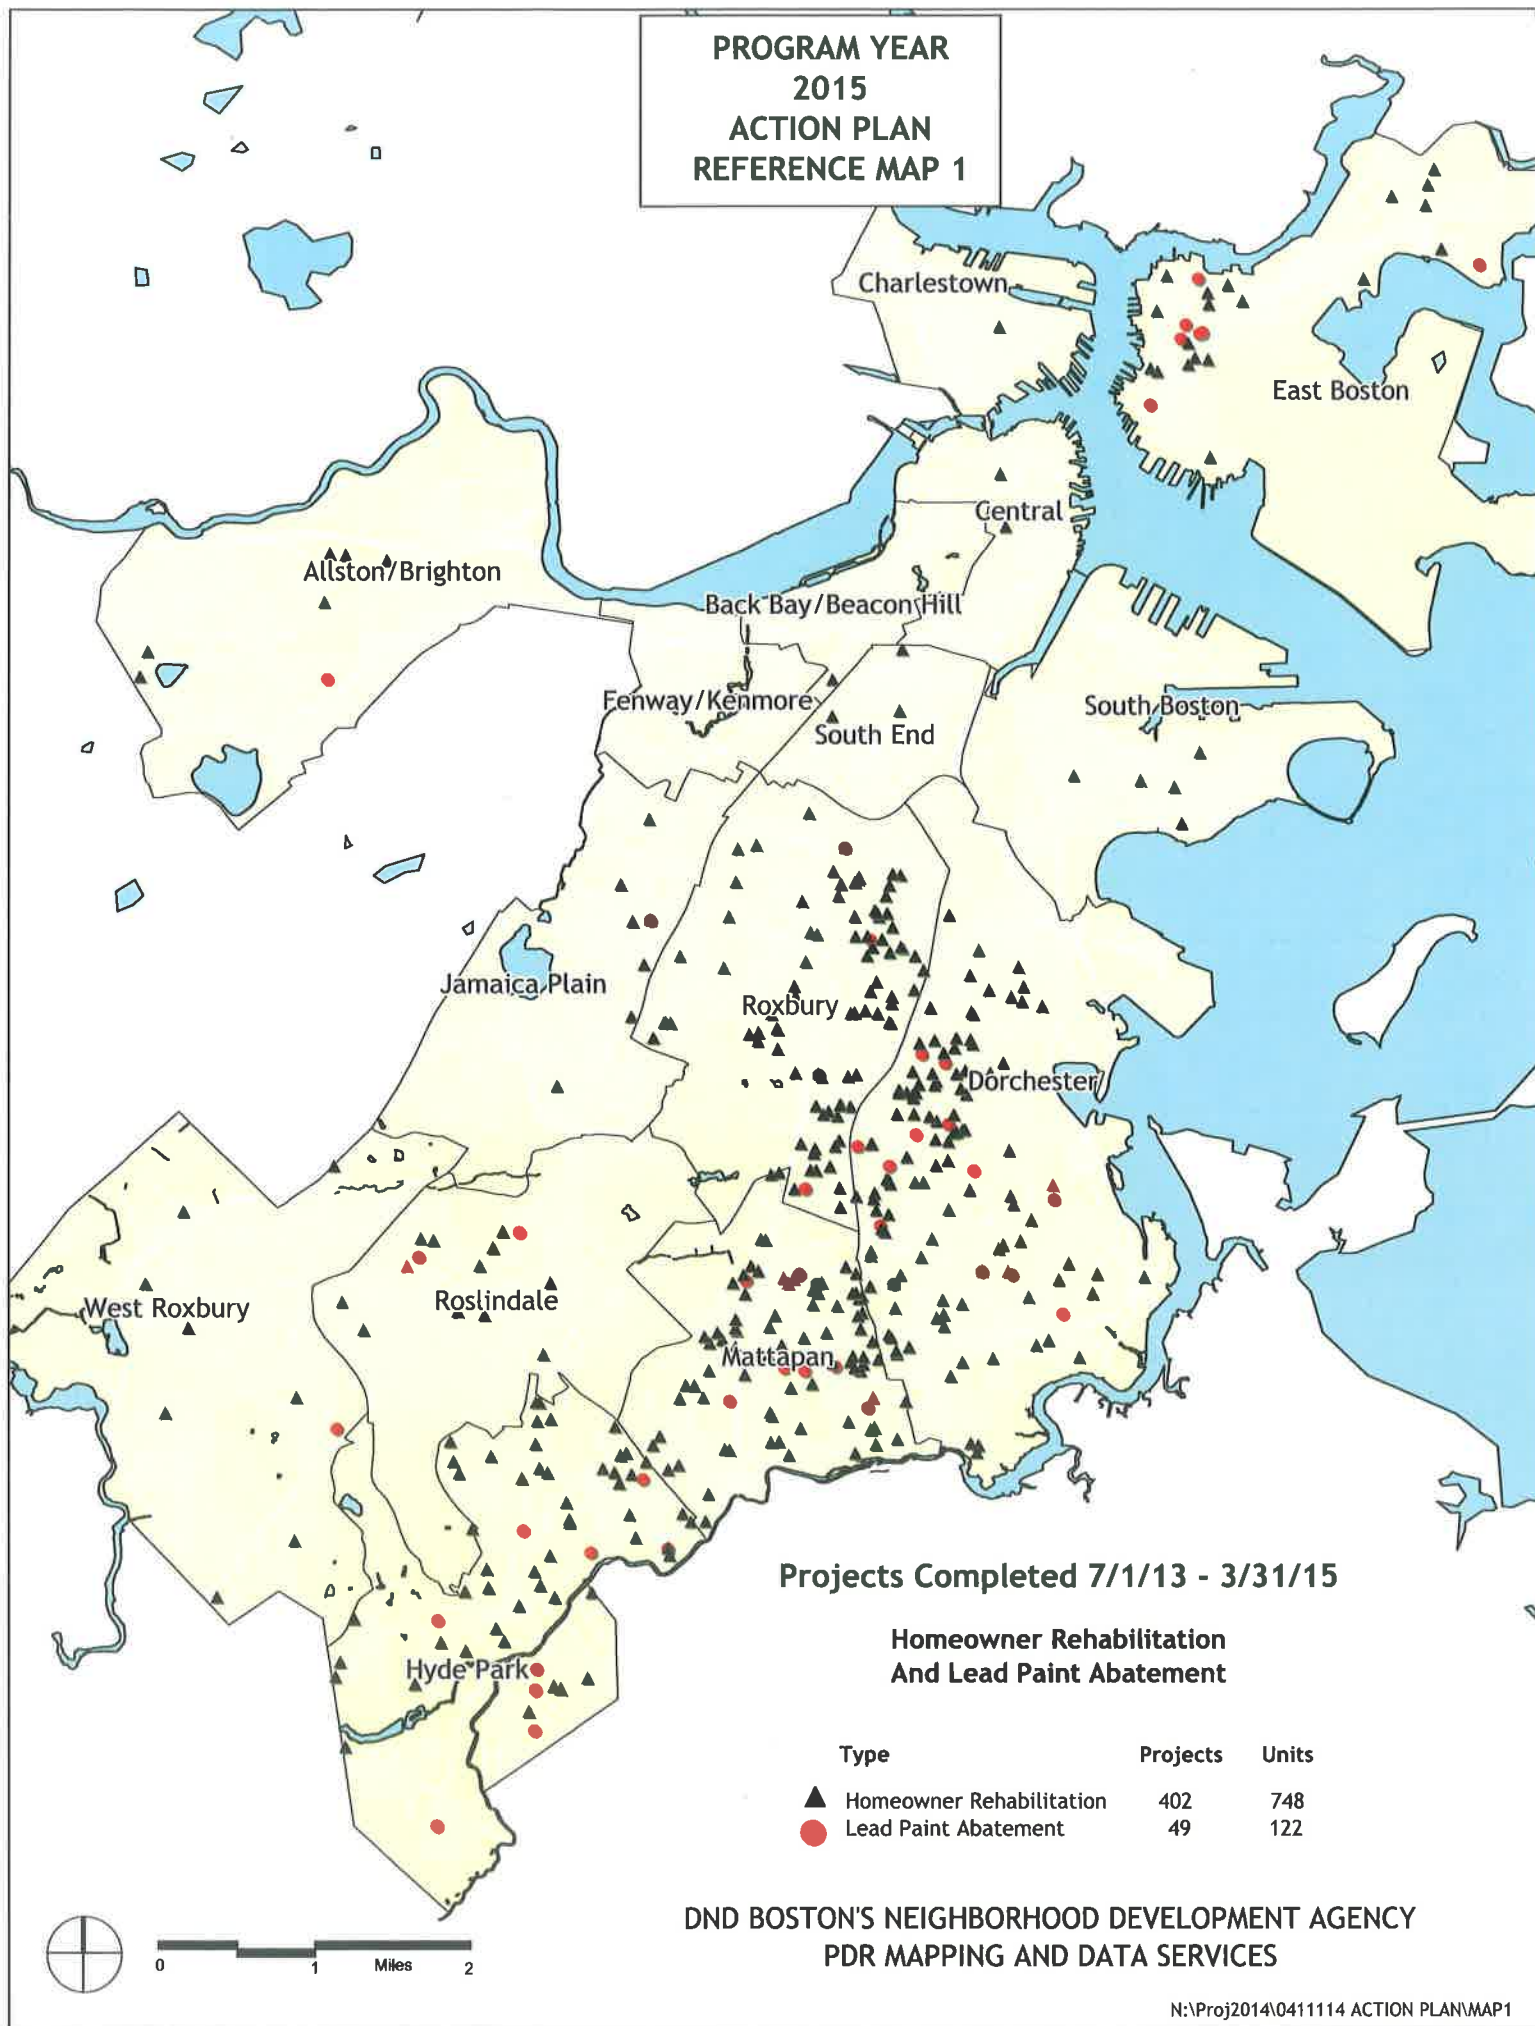 PROGRAM YEAR
2015
ACTION PLAN
REFERENCE MAP 1
Charlestown
East Boston
Central
Allston/Brighton
Back Bay/Beacon Hill
Fenway/Kenmore
South Boston
South End
Jamaica Plain
Roxbury
Dorchester
West Roxbury
Roslindale
Mattapan
Hyde Park
Projects Completed 7/1/13 - 3/31/15
Homeowner Rehabilitation
And Lead Paint Abatement
Type Projects Units
Homeowner Rehabilitation 402 748
Lead Paint Abatement 49 122
DND BOSTON'S NEIGHBORHOOD DEVELOPMENT AGENCY
PDR MAPPING AND DATA SERVICES
0 1 Miles 2
N:\Proj2014\0411114 ACTION PLAN\MAP1